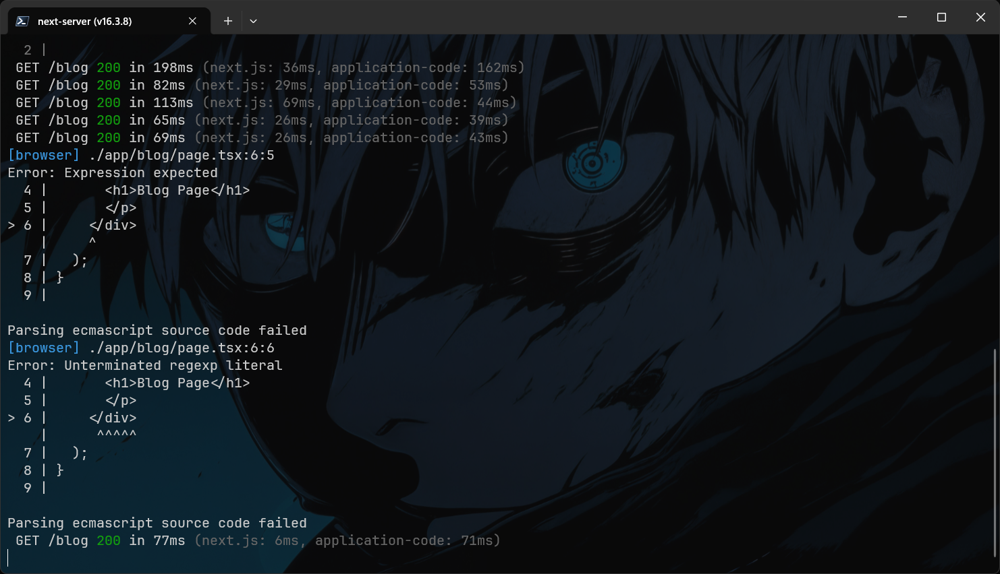 next-server (v16.3.8)
2 |
GET /blog 200 in 198ms (next.js: 36ms, application-code: 162ms)
GET /blog 200 in 82ms (next.js: 29ms, application-code: 53ms)
GET /blog 200 in 113ms (next.js: 69ms, application-code: 44ms)
GET /blog 200 in 65ms (next.js: 26ms, application-code: 39ms)
GET /blog 200 in 69ms (next.js: 26ms, application-code: 43ms)
[browser] ./app/blog/page.tsx:6:5
Error: Expression expected
  4 |       <h1>Blog Page</h1>
  5 |       </p>
> 6 |     </div>
    |     ^
  7 |   );
  8 | }
  9 |
Parsing ecmascript source code failed
[browser] ./app/blog/page.tsx:6:6
Error: Unterminated regexp literal
  4 |       <h1>Blog Page</h1>
  5 |       </p>
> 6 |     </div>
    |      ^^^^^
  7 |   );
  8 | }
  9 |
Parsing ecmascript source code failed
GET /blog 200 in 77ms (next.js: 6ms, application-code: 71ms)